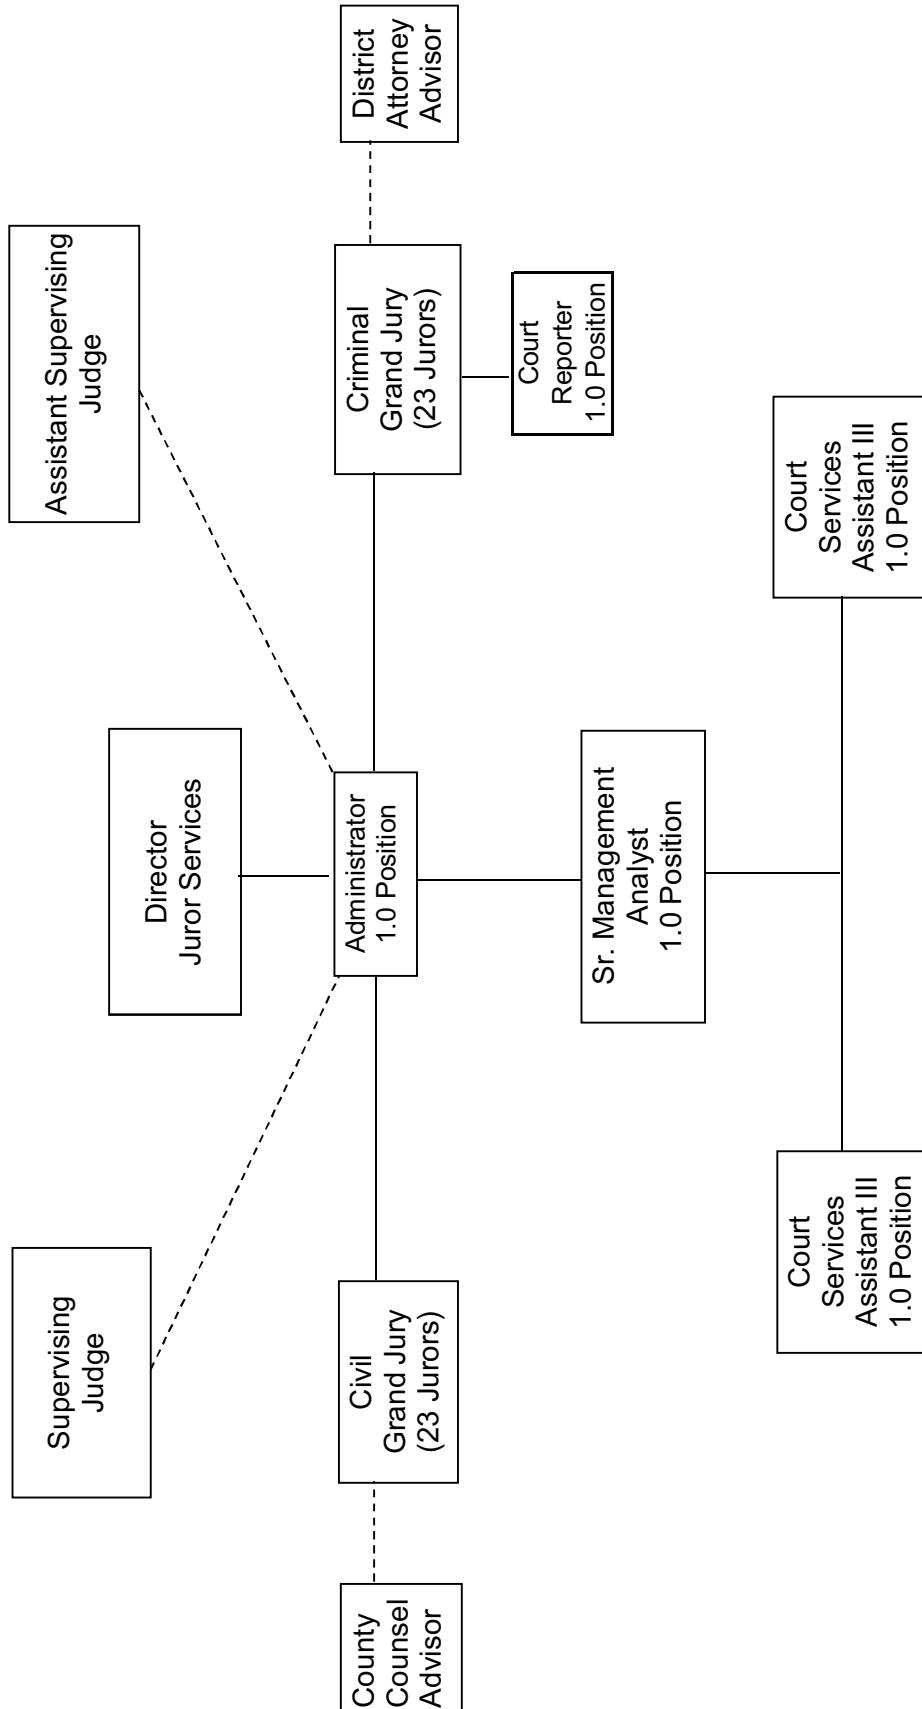 Supervising
Judge
Assistant Supervising
Judge
Director
Juror Services
County
Counsel
Advisor
Civil
Grand Jury
(23 Jurors)
Administrator
1.0 Position
Criminal
Grand Jury
(23 Jurors)
District
Attorney
Advisor
Court
Reporter
1.0 Position
Sr. Management
Analyst
1.0 Position
Court
Services
Assistant III
1.0 Position
Court
Services
Assistant III
1.0 Position